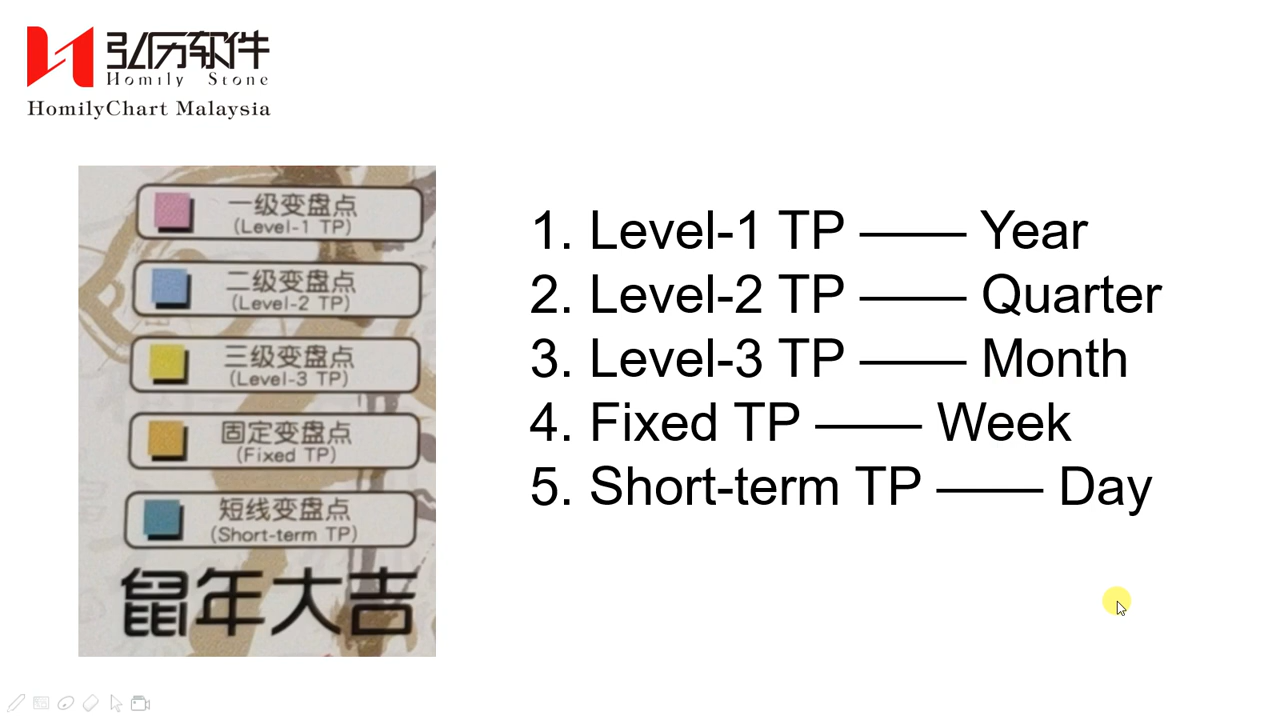 弘历软件
Homily Stone
HomilyChart Malaysia
一级变盘点
(Level-1 TP)
二级变盘点
(Level-2 TP)
三级变盘点
(Level-3 TP)
固定变盘点
(Fixed TP)
短线变盘点
(Short-term TP)
鼠年大吉
1. Level-1 TP —— Year
2. Level-2 TP —— Quarter
3. Level-3 TP —— Month
4. Fixed TP —— Week
5. Short-term TP —— Day